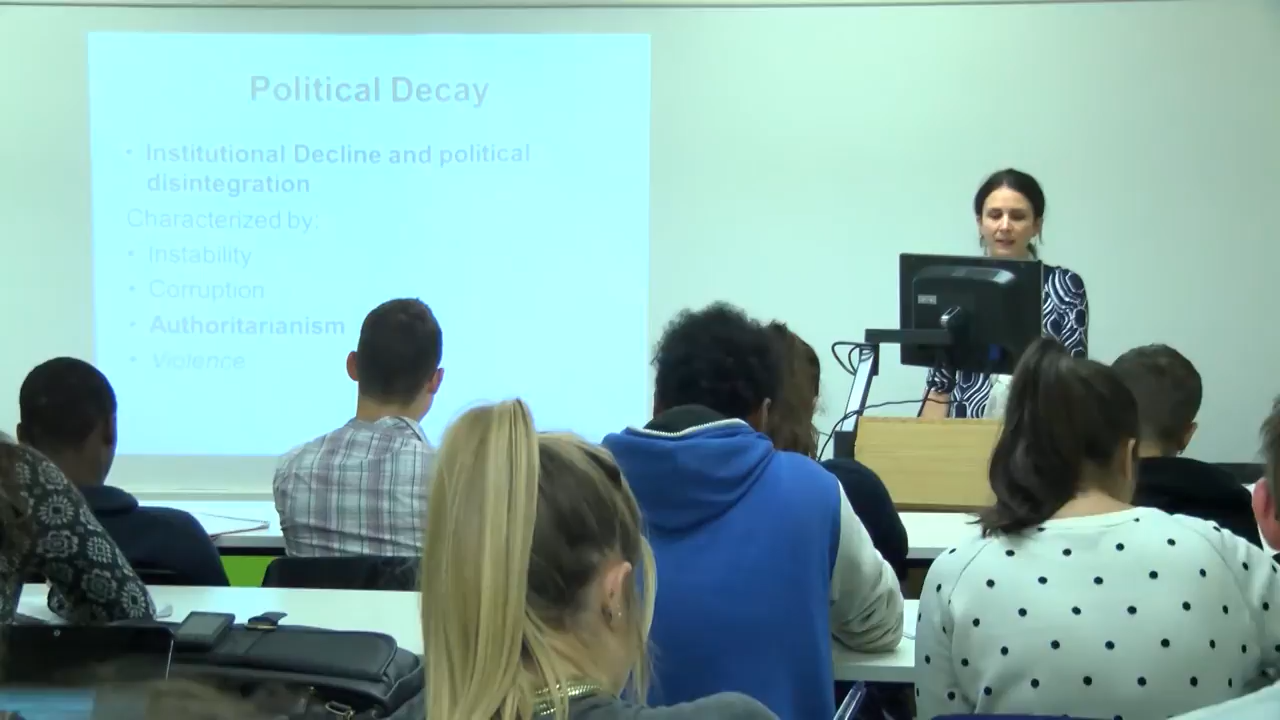 Political Decay
• Institutional Decline and political
disintegration
Characterized by:
• Instability
• Corruption
• Authoritarianism
• Violence